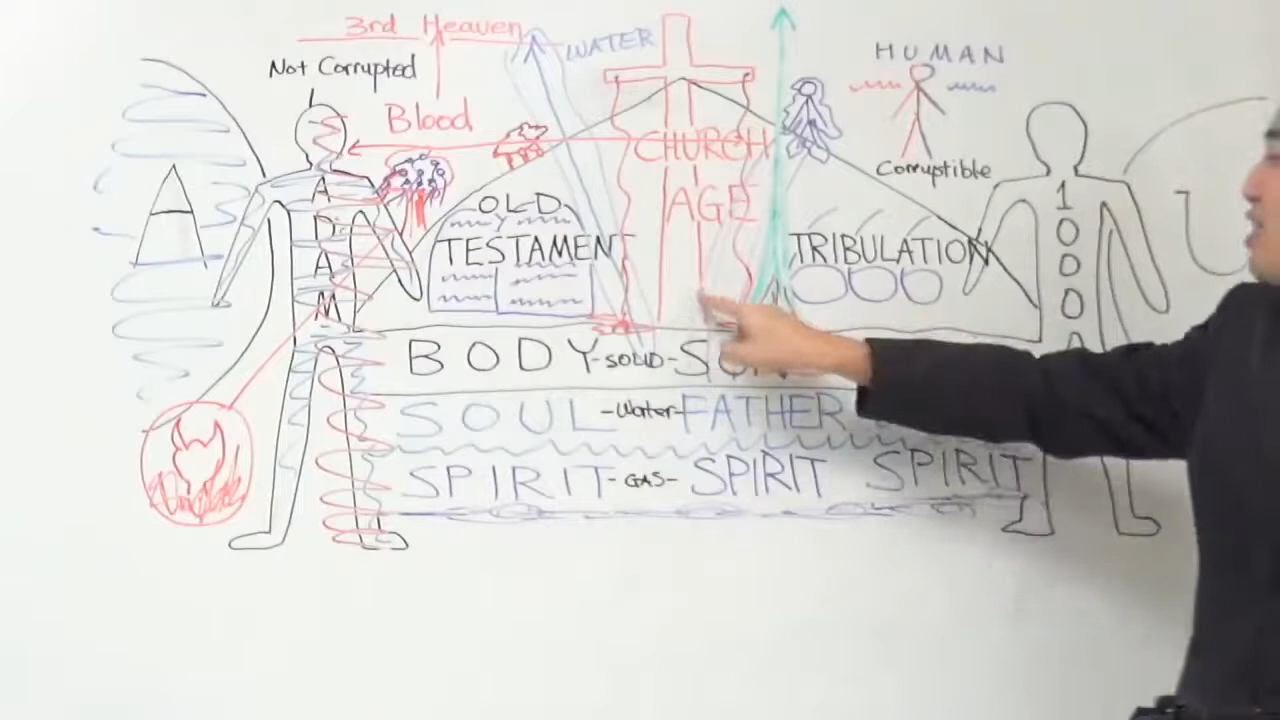 3rd Heaven
WATER
HUMAN
Not Corrupted
Blood
CHURCH
AGE
Corruptible
ADAM
OLD
TESTAMENT
TRIBULATION
1000
BODY-SOLID-
SOUL-Water-FATHER
SPIRIT-GAS-SPIRIT SPIRIT